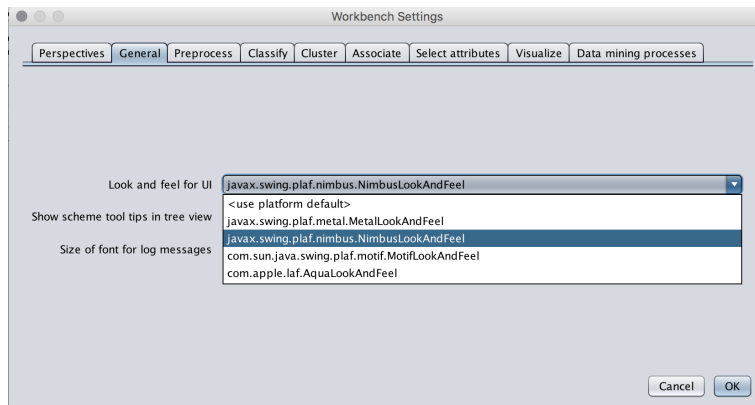 Workbench Settings
Perspectives General Preprocess Classify Cluster Associate Select attributes Visualize Data mining processes
Look and feel for UI javax.swing.plaf.nimbus.NimbusLookAndFeel
<use platform default>
Show scheme tool tips in tree view javax.swing.plaf.metal.MetalLookAndFeel
javax.swing.plaf.nimbus.NimbusLookAndFeel
Size of font for log messages com.sun.java.swing.plaf.motif.MotifLookAndFeel
com.apple.laf.AquaLookAndFeel
Cancel OK